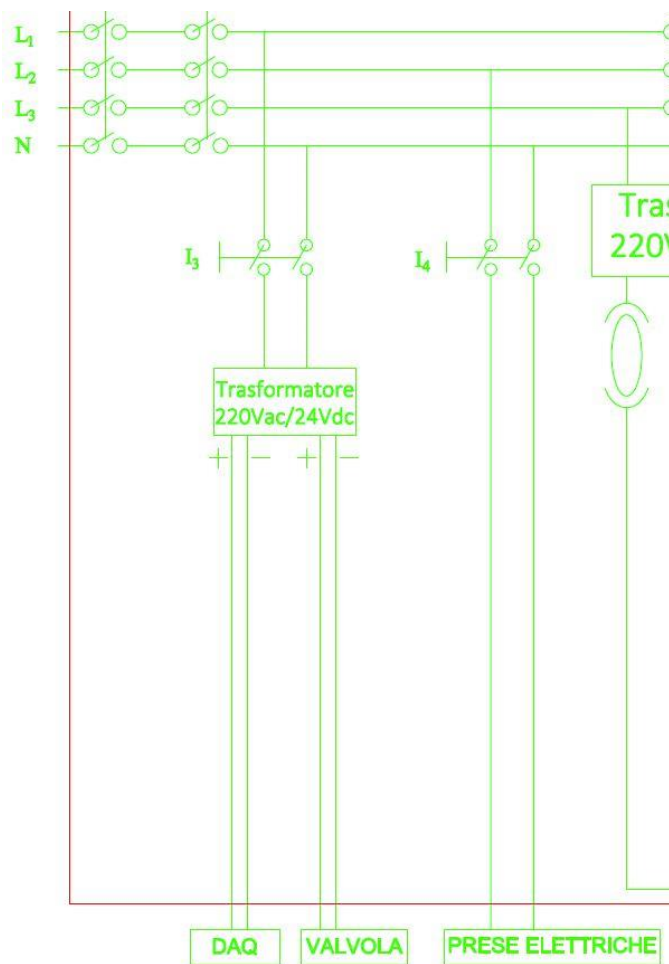 L1
L2
L3
N
I3
I4
Trasformatore
220Vac/24Vdc
+ − + −
DAQ
VALVOLA
PRESE ELETTRICHE